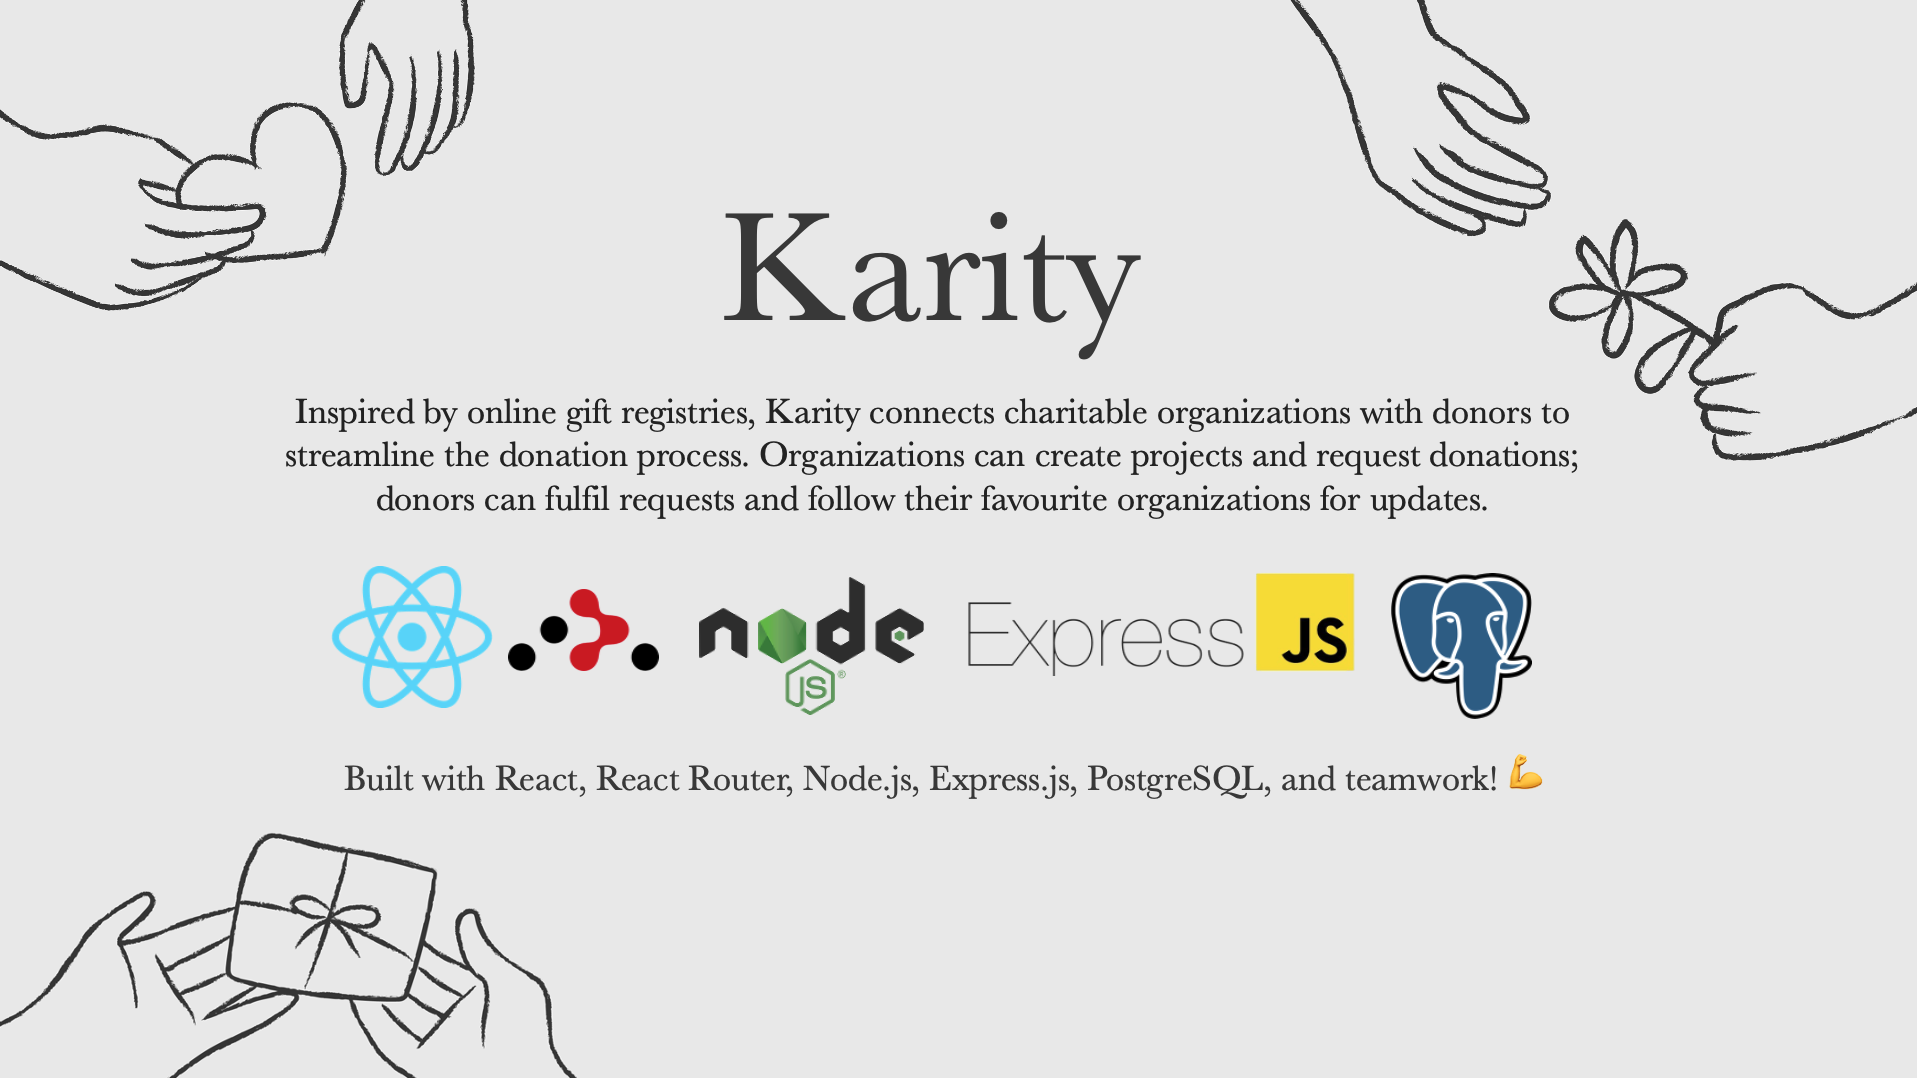 Karity
Inspired by online gift registries, Karity connects charitable organizations with donors to
streamline the donation process. Organizations can create projects and request donations;
donors can fulfil requests and follow their favourite organizations for updates.
node Express JS
JS ®
Built with React, React Router, Node.js, Express.js, PostgreSQL, and teamwork! 💪